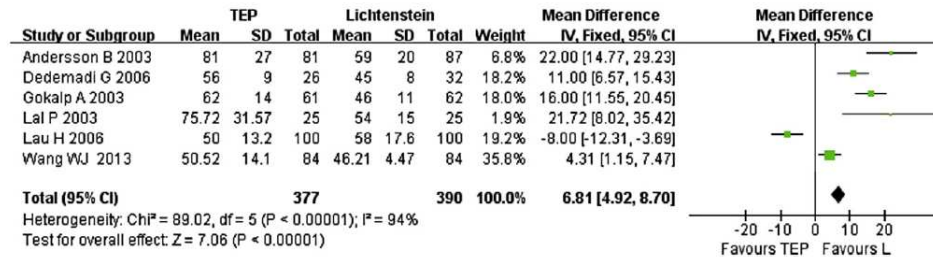 TEP Lichtenstein Mean Difference Mean Difference
Study or Subgroup Mean SD Total Mean SD Total Weight IV, Fixed, 95% CI IV, Fixed, 95% CI
Andersson B 2003 81 27 81 59 20 87 6.8% 22.00 [14.77, 29.23]
Dedemadi G 2006 56 9 26 45 8 32 18.2% 11.00 [6.57, 15.43]
Gokalp A 2003 62 14 61 46 11 62 18.0% 16.00 [11.55, 20.45]
Lal P 2003 75.72 31.57 25 54 15 25 1.9% 21.72 [8.02, 35.42]
Lau H 2006 50 13.2 100 58 17.6 100 19.2% -8.00 [-12.31, -3.69]
Wang WJ 2013 50.52 14.1 84 46.21 4.47 84 35.8% 4.31 [1.15, 7.47]
Total (95% CI) 377 390 100.0% 6.81 [4.92, 8.70]
Heterogeneity: Chi² = 89.02, df = 5 (P < 0.00001); I² = 94%
Test for overall effect: Z = 7.06 (P < 0.00001)
-20 -10 0 10 20
Favours TEP Favours L